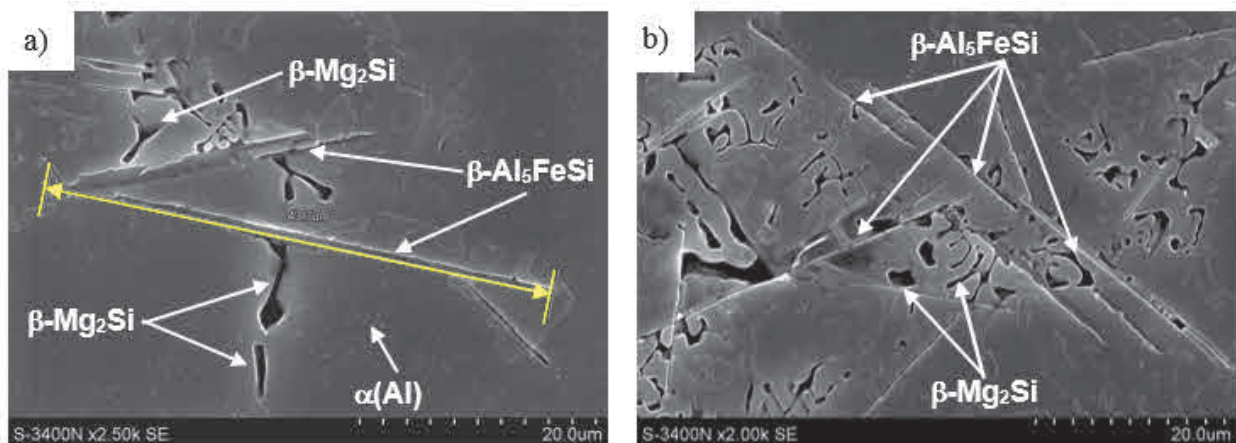 a)
β-Mg₂Si
β-Al₅FeSi
β-Mg₂Si
α(Al)
S-3400N x2.50k SE
20.0um
b)
β-Al₅FeSi
β-Mg₂Si
S-3400N x2.00k SE
20.0um